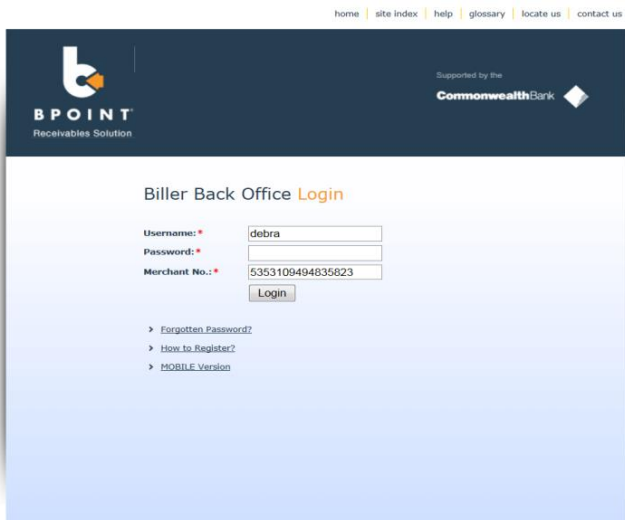 home | site index | help | glossary | locate us | contact us
Supported by the
CommonwealthBank
BPOINT
Receivables Solution
Biller Back Office Login
Username:* debra
Password:*
Merchant No.:* 5353109494835823
Login
> Forgotten Password?
> How to Register?
> MOBILE Version